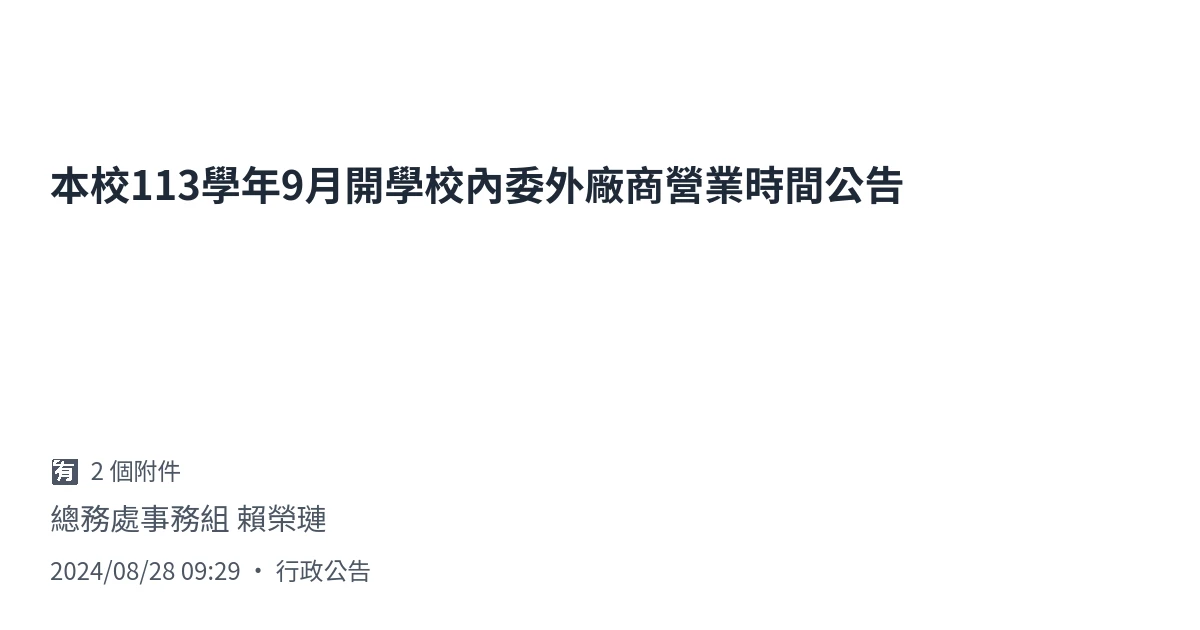 本校113學年9月開學校內委外廠商營業時間公告
🈶 2 個附件
總務處事務組 賴榮璉
2024/08/28 09:29 • 行政公告